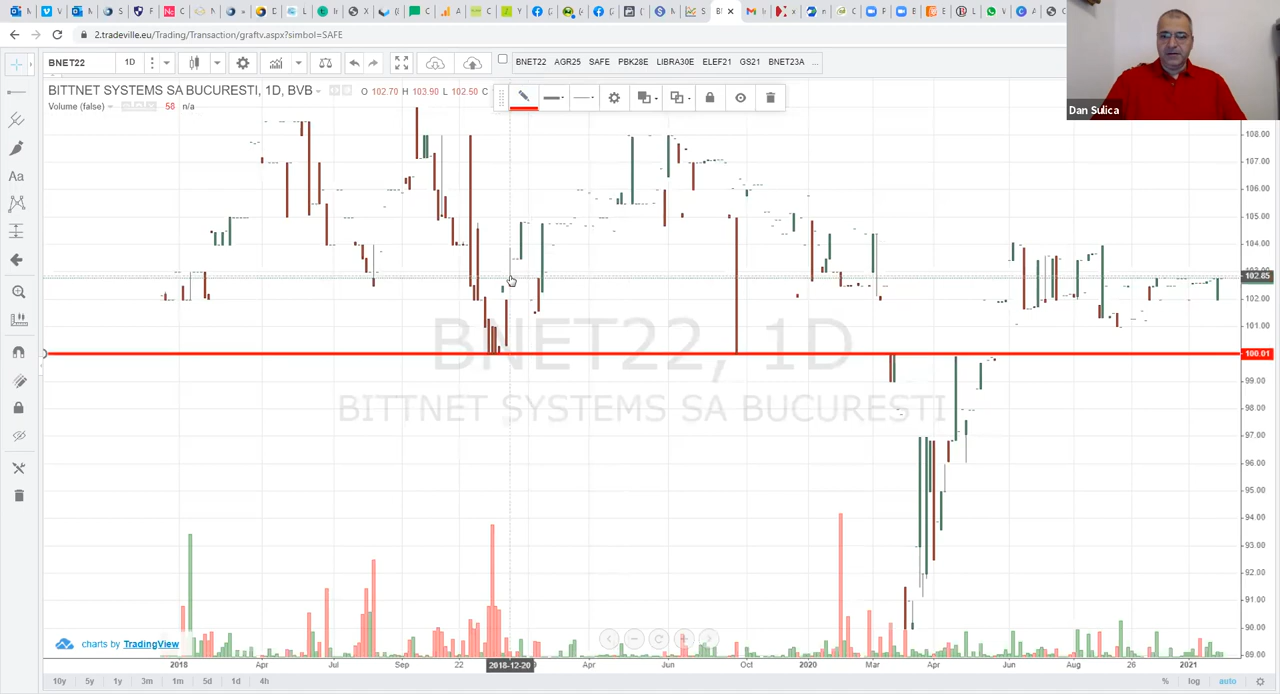 2.tradeville.eu/Trading/Transaction/graftv.aspx?simbol=SAFE
Dan Sulica
BNET22 1D
BNET22 AGR25 SAFE PBK28E LIBRA30E ELEF21 GS21 BNET23A ...
BITTNET SYSTEMS SA BUCURESTI, 1D, BVB O 102.70 H 103.90 L 102.50 C
Volume (false) 50 n/a
Aa
108.00
107.00
106.00
105.00
104.00
102.85
102.00
101.00
100.01
99.00
98.00
97.00
96.00
95.00
94.00
93.00
92.00
91.00
90.00
89.00
BNET22, 1D
BITTNET SYSTEMS SA BUCURESTI
charts by TradingView
2018 Apr Jul Sep 22 2018-12-20 Apr Jun Oct 2020 Mar Apr Jun Aug 26 2021
10y 5y 1y 3m 1m 5d 1d 4h % log auto